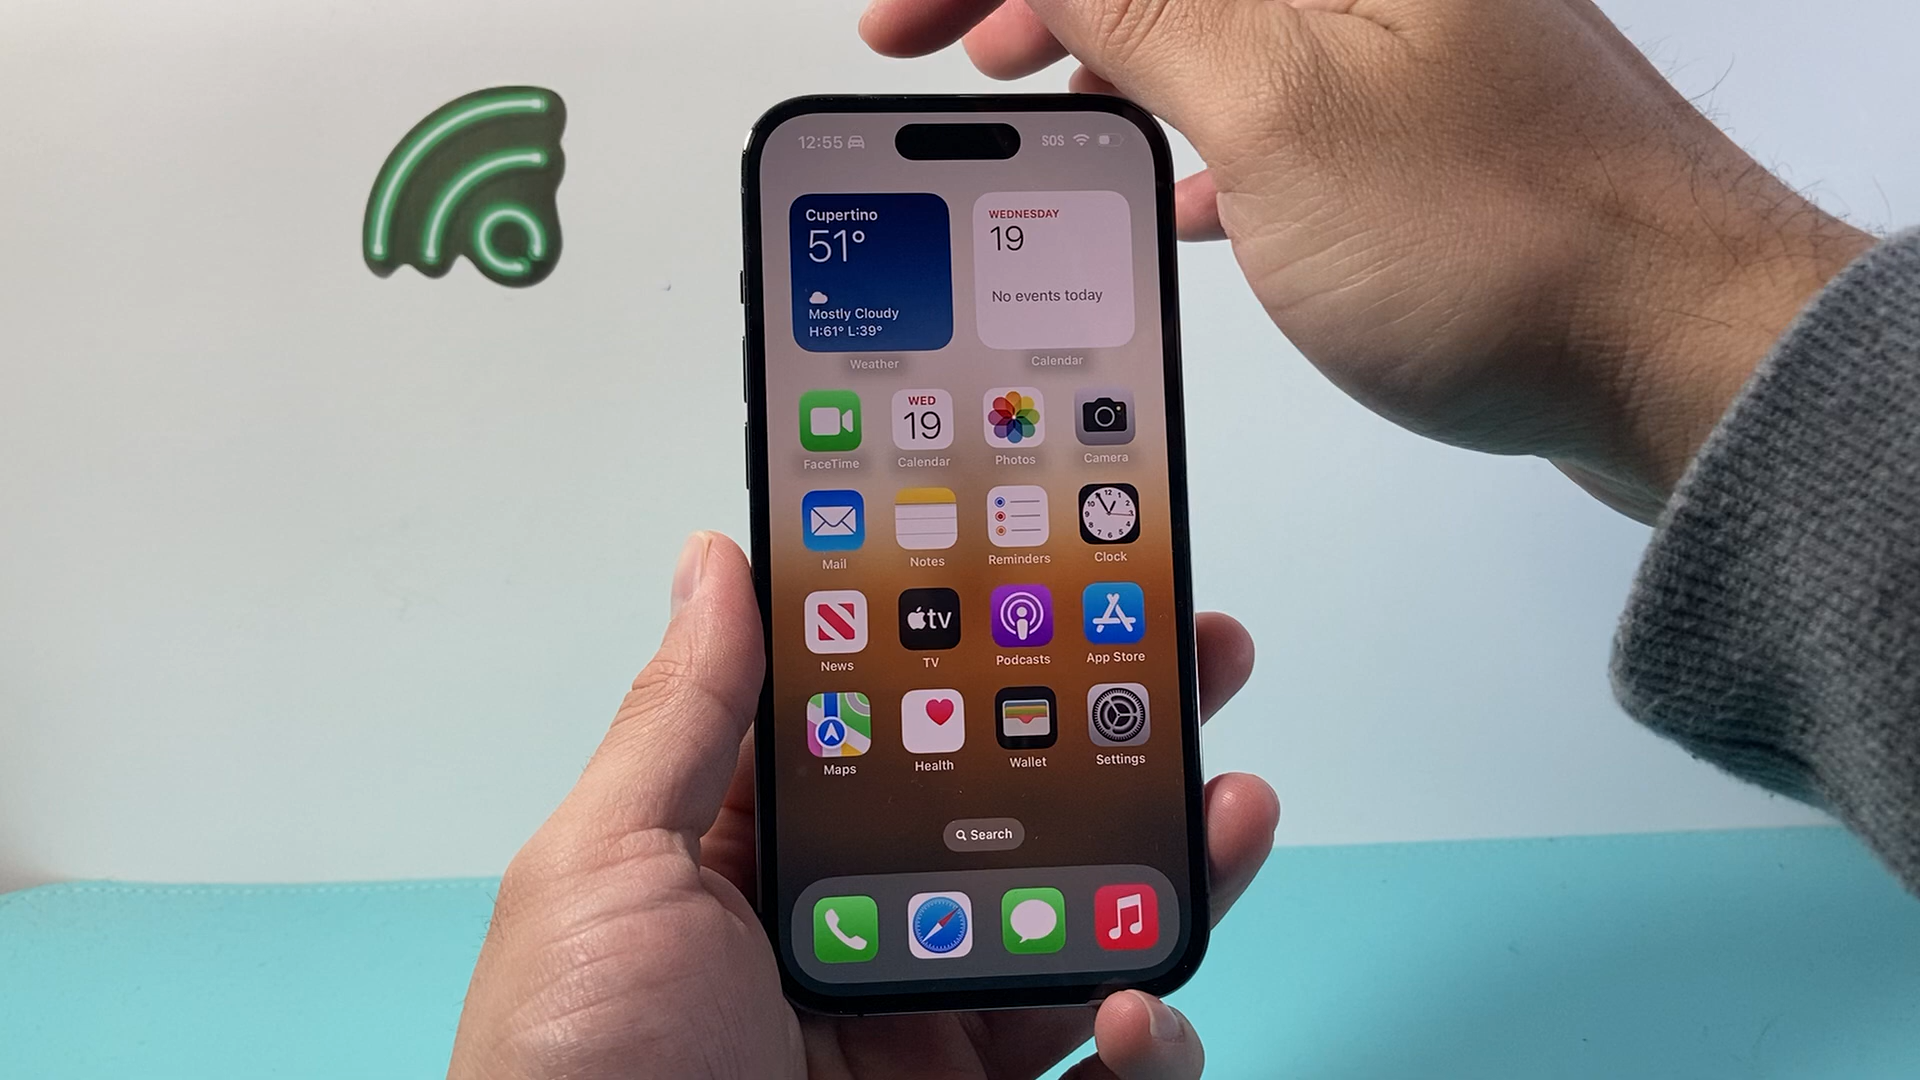 12:55
SOS
Cupertino
51°
Mostly Cloudy
H:61° L:39°
Weather
WEDNESDAY
19
No events today
Calendar
FaceTime
WED
19
Calendar
Photos
Camera
Mail
Notes
Reminders
Clock
News
tv
TV
Podcasts
App Store
Maps
Health
Wallet
Settings
Search